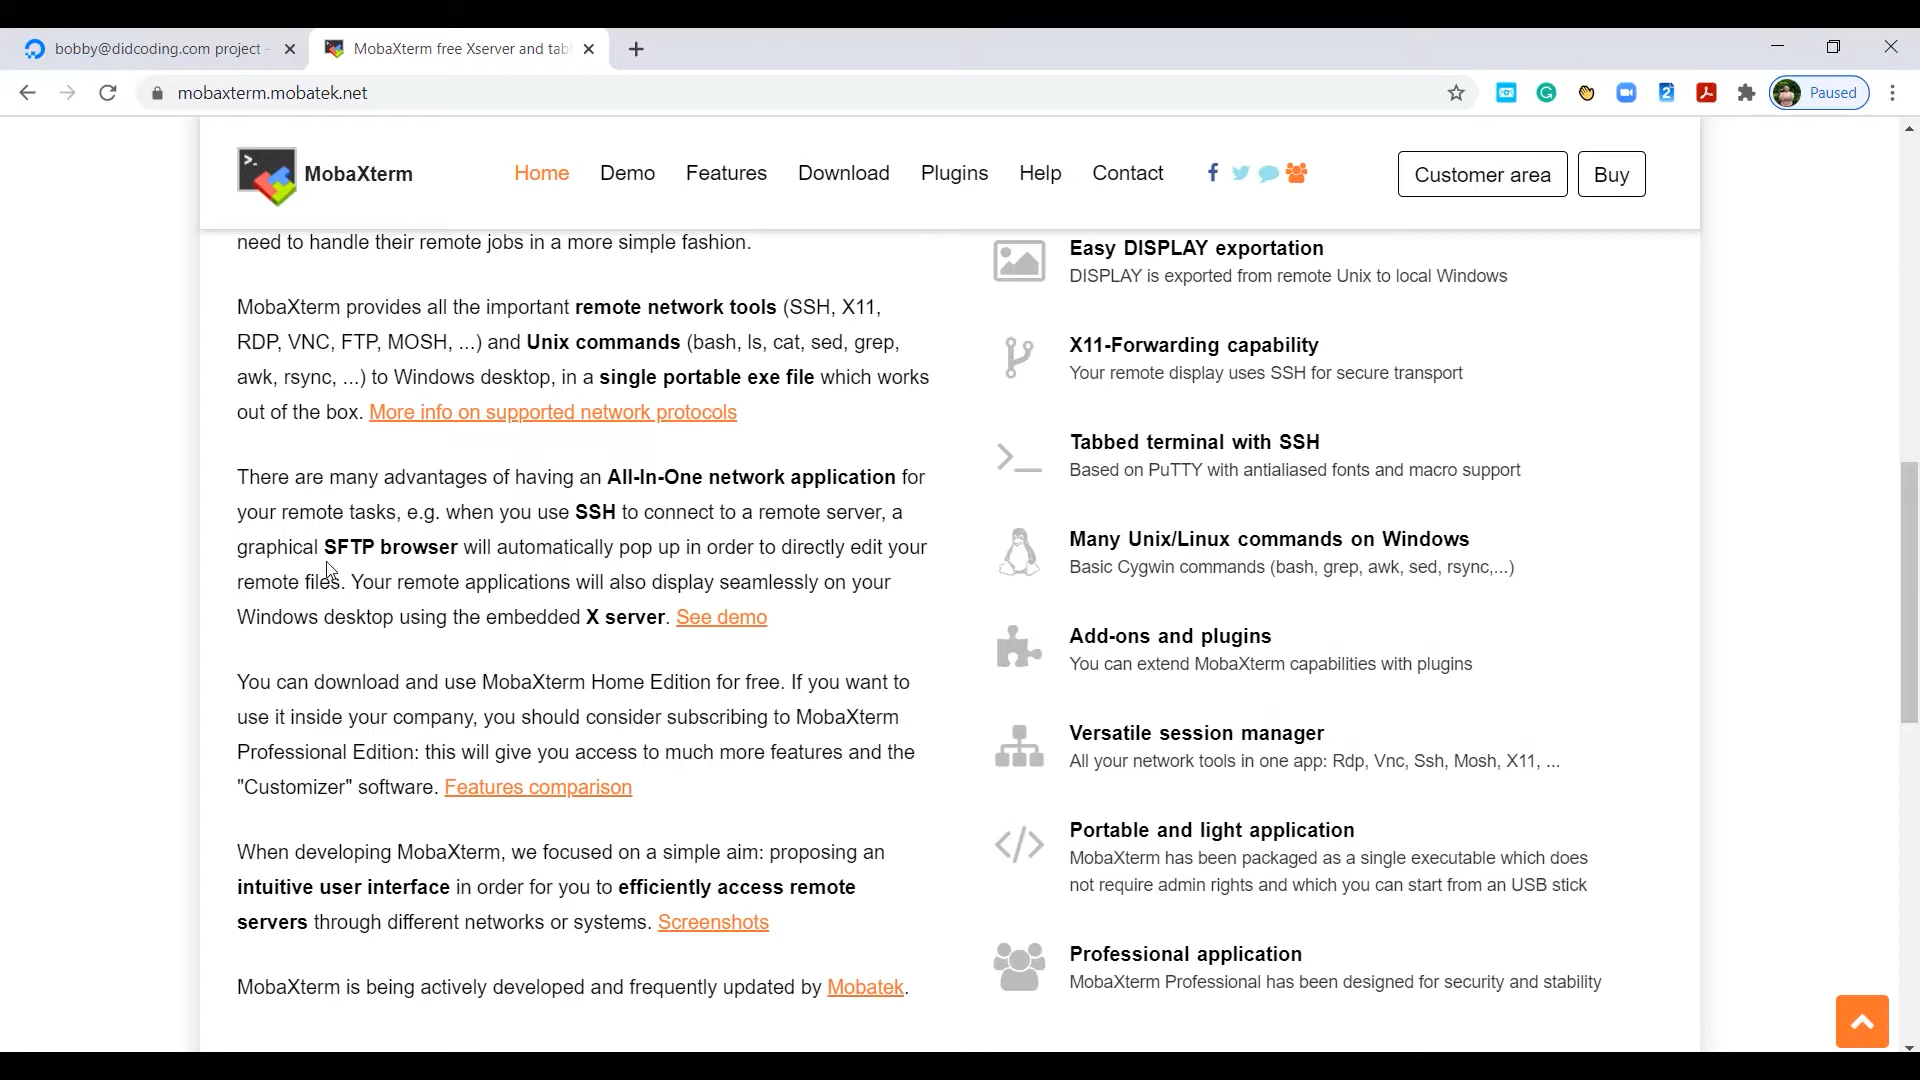 bobby@didcoding.com project -
MobaXterm free Xserver and tab
mobaxterm.mobatek.net
Paused
MobaXterm
Home Demo Features Download Plugins Help Contact
Customer area Buy
need to handle their remote jobs in a more simple fashion.
MobaXterm provides all the important remote network tools (SSH, X11,
RDP, VNC, FTP, MOSH, ...) and Unix commands (bash, ls, cat, sed, grep,
awk, rsync, ...) to Windows desktop, in a single portable exe file which works
out of the box. More info on supported network protocols
There are many advantages of having an All-In-One network application for
your remote tasks, e.g. when you use SSH to connect to a remote server, a
graphical SFTP browser will automatically pop up in order to directly edit your
remote files. Your remote applications will also display seamlessly on your
Windows desktop using the embedded X server. See demo
You can download and use MobaXterm Home Edition for free. If you want to
use it inside your company, you should consider subscribing to MobaXterm
Professional Edition: this will give you access to much more features and the
"Customizer" software. Features comparison
When developing MobaXterm, we focused on a simple aim: proposing an
intuitive user interface in order for you to efficiently access remote
servers through different networks or systems. Screenshots
MobaXterm is being actively developed and frequently updated by Mobatek.
Easy DISPLAY exportation
DISPLAY is exported from remote Unix to local Windows
X11-Forwarding capability
Your remote display uses SSH for secure transport
Tabbed terminal with SSH
Based on PuTTY with antialiased fonts and macro support
Many Unix/Linux commands on Windows
Basic Cygwin commands (bash, grep, awk, sed, rsync,...)
Add-ons and plugins
You can extend MobaXterm capabilities with plugins
Versatile session manager
All your network tools in one app: Rdp, Vnc, Ssh, Mosh, X11, ...
Portable and light application
MobaXterm has been packaged as a single executable which does
not require admin rights and which you can start from an USB stick
Professional application
MobaXterm Professional has been designed for security and stability